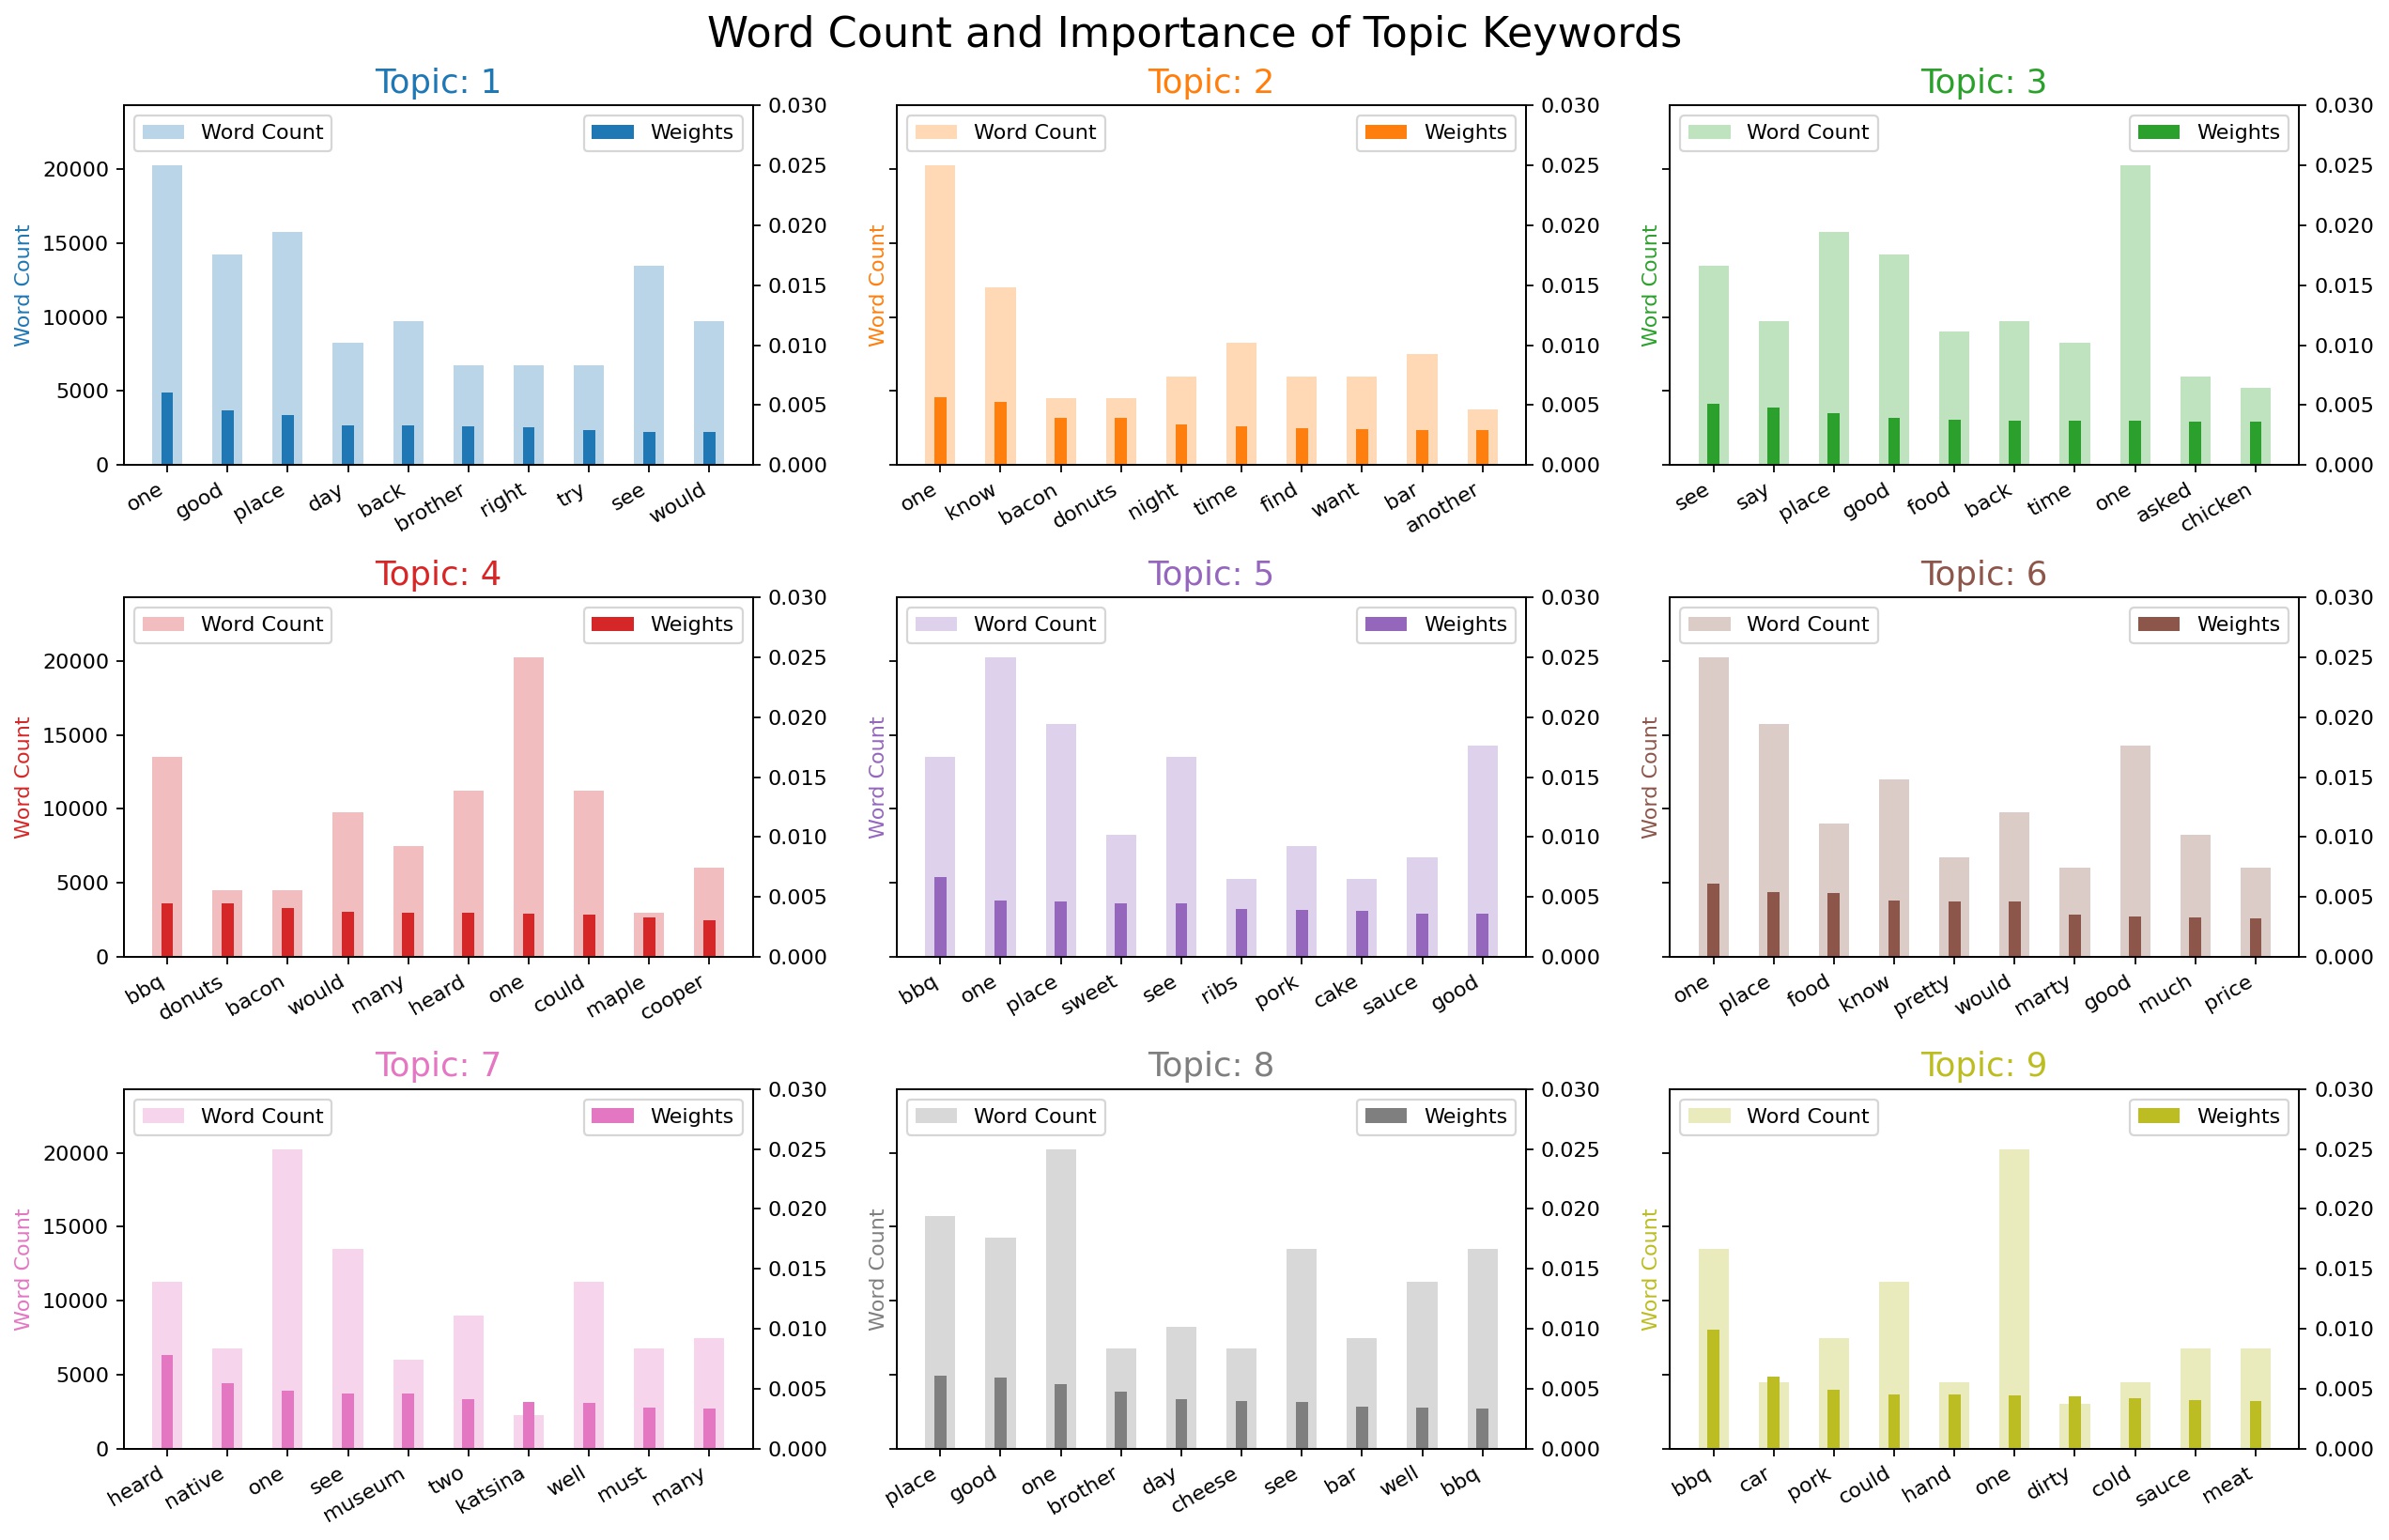 Word Count and Importance of Topic Keywords
Topic: 1
Word Count
Weights
Word Count
20000
15000
10000
5000
0
0.030
0.025
0.020
0.015
0.010
0.005
0.000
one good place day back brother right try see would
Topic: 2
Word Count
Weights
Word Count
0.030
0.025
0.020
0.015
0.010
0.005
0.000
one know bacon donuts night time find want bar another
Topic: 3
Word Count
Weights
Word Count
0.030
0.025
0.020
0.015
0.010
0.005
0.000
see say place good food back time one asked chicken
Topic: 4
Word Count
Weights
Word Count
20000
15000
10000
5000
0
0.030
0.025
0.020
0.015
0.010
0.005
0.000
bbq donuts bacon would many heard one could maple cooper
Topic: 5
Word Count
Weights
Word Count
0.030
0.025
0.020
0.015
0.010
0.005
0.000
bbq one place sweet see ribs pork cake sauce good
Topic: 6
Word Count
Weights
Word Count
0.030
0.025
0.020
0.015
0.010
0.005
0.000
one place food know pretty would marty good much price
Topic: 7
Word Count
Weights
Word Count
20000
15000
10000
5000
0
0.030
0.025
0.020
0.015
0.010
0.005
0.000
heard native one see museum two katsina well must many
Topic: 8
Word Count
Weights
Word Count
0.030
0.025
0.020
0.015
0.010
0.005
0.000
place good one brother day cheese see bar well bbq
Topic: 9
Word Count
Weights
Word Count
0.030
0.025
0.020
0.015
0.010
0.005
0.000
bbq car pork could hand one dirty cold sauce meat